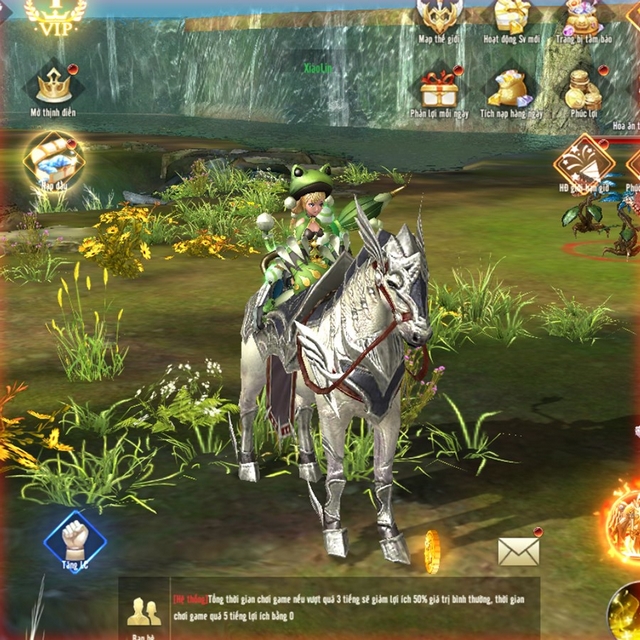 VIP
Map thế giới
Hoạt động Sv mới
Trang bị tầm bảo
XiaoLin
Mở thịnh điển
Phần lợi mỗi ngày
Tích nạp hàng ngày
Phúc lợi
Nạp đầu
Tăng LC
[Hệ thống]Tổng thời gian chơi game nếu vượt quá 3 tiếng sẽ giảm lợi ích 50% giá trị bình thường, thời gian
chơi game quá 5 tiếng lợi ích bằng 0
Bạn bè